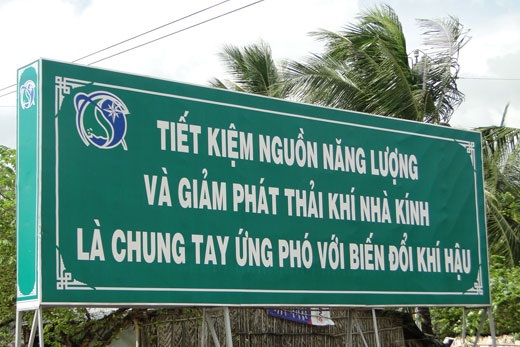 TIẾT KIỆM NGUỒN NĂNG LƯỢNG
VÀ GIẢM PHÁT THẢI KHÍ NHÀ KÍNH
LÀ CHUNG TAY ỨNG PHÓ VỚI BIẾN ĐỔI KHÍ HẬU